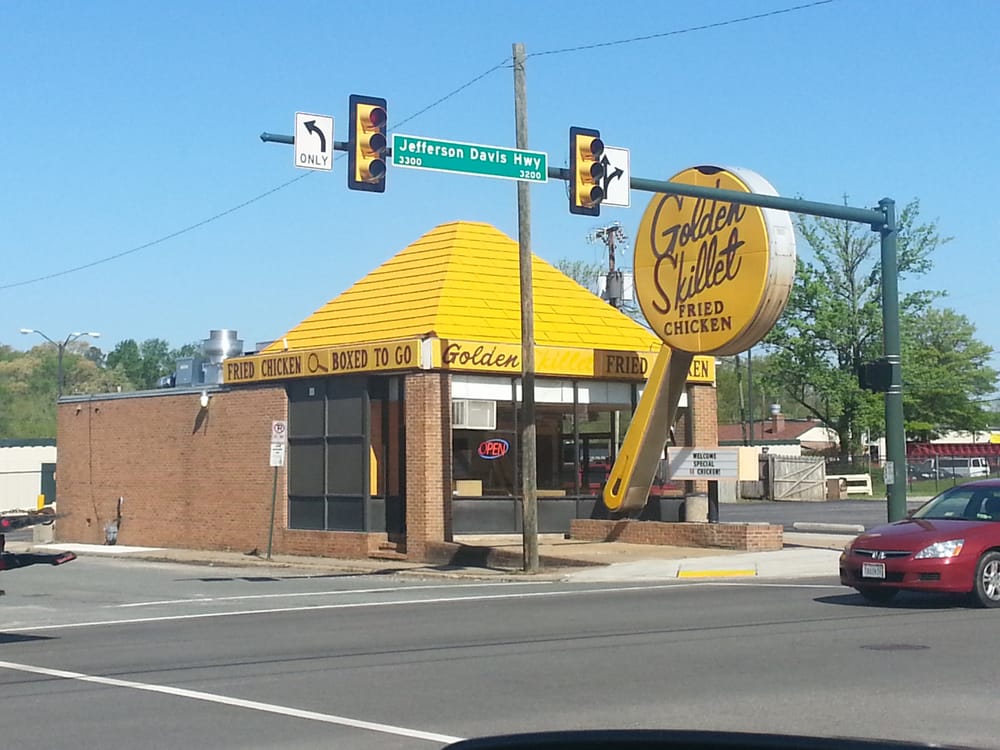 ONLY
Jefferson Davis Hwy
3300 3200
Golden
Skillet
FRIED
CHICKEN
FRIED CHICKEN BOXED TO GO
Golden Skillet FRIED
OPEN
WELCOME
SPECIAL
CHICKEN!